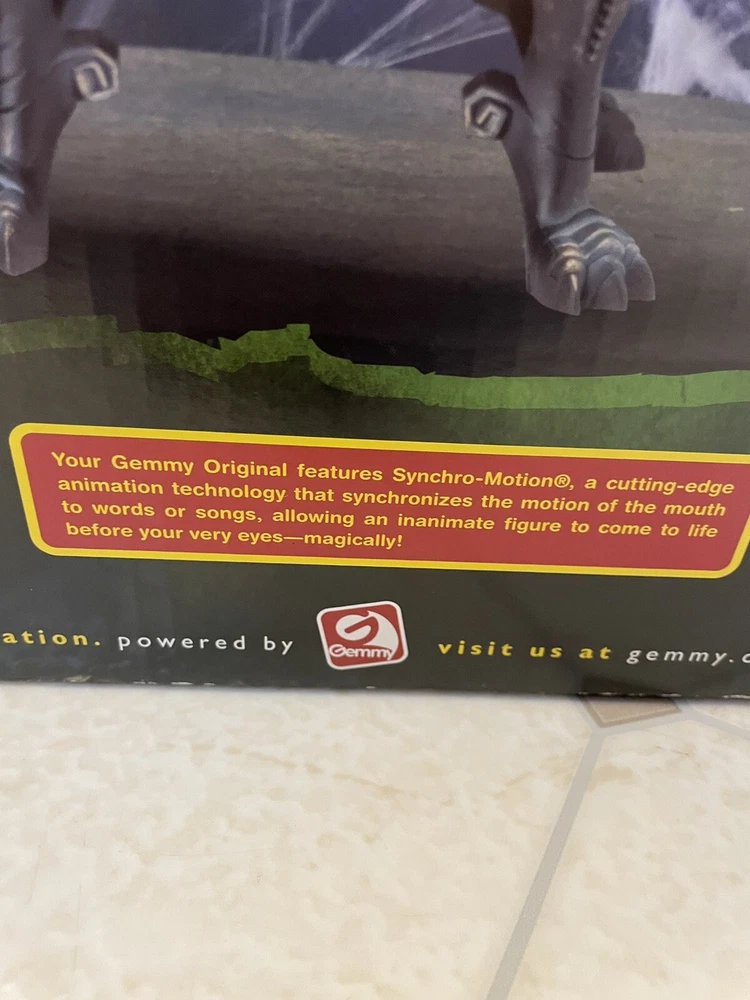 Your Gemmy Original features Synchro-Motion®, a cutting-edge
animation technology that synchronizes the motion of the mouth
to words or songs, allowing an inanimate figure to come to life
before your very eyes—magically!
ation. powered by Gemmy visit us at gemmy.c